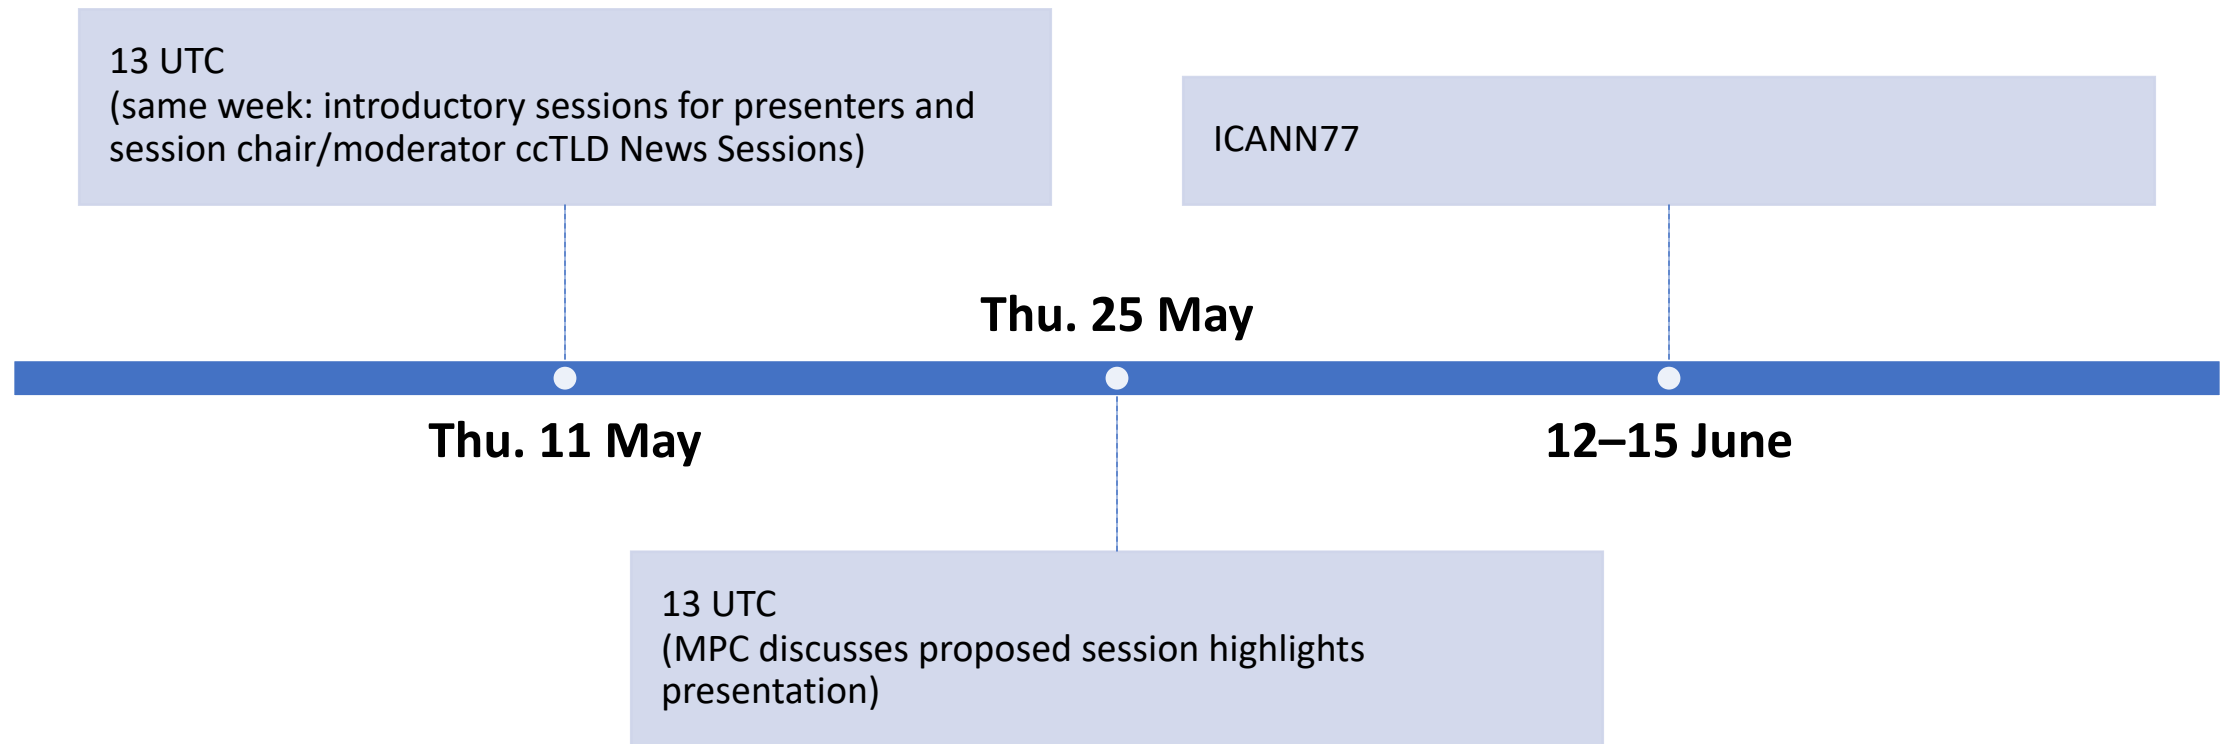 13 UTC
(same week: introductory sessions for presenters and
session chair/moderator ccTLD News Sessions)
ICANN77
Thu. 25 May
Thu. 11 May
12–15 June
13 UTC
(MPC discusses proposed session highlights
presentation)